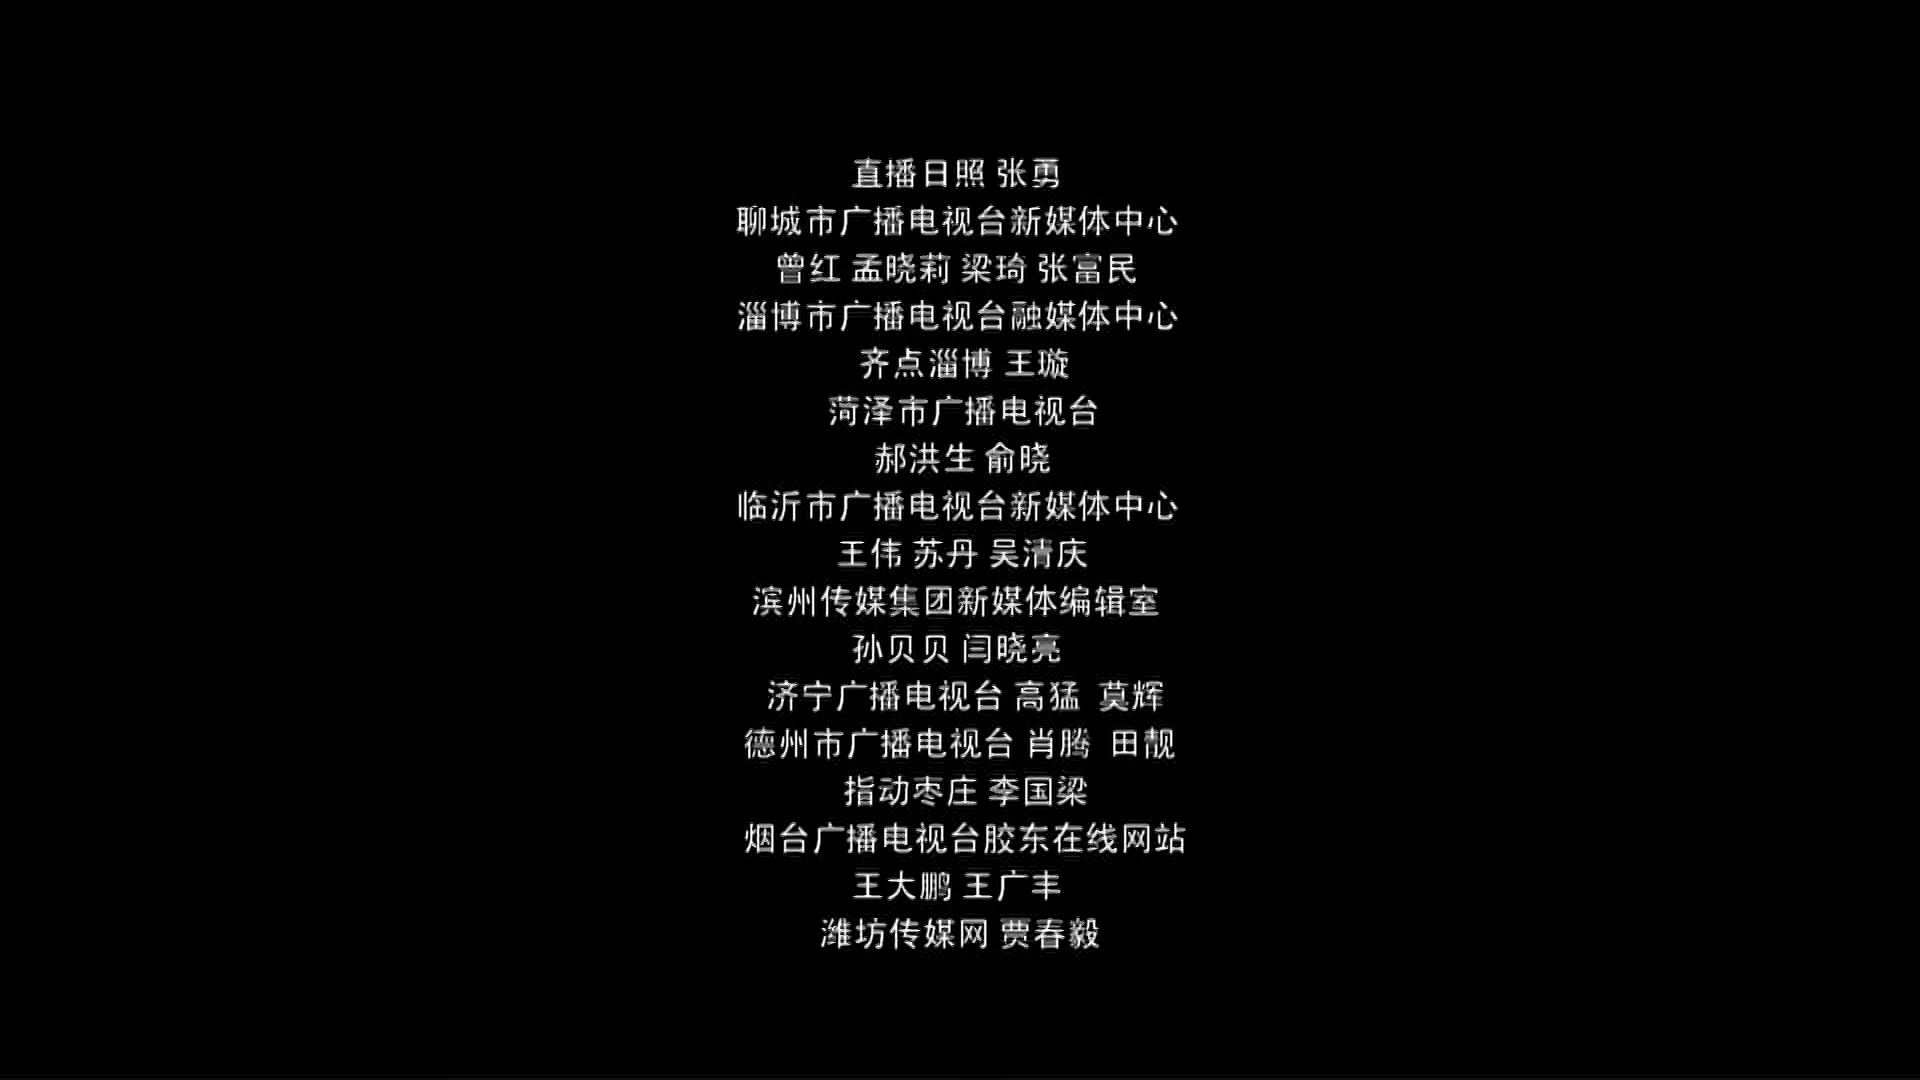 直播日照 张勇
聊城市广播电视台新媒体中心
曾红 孟晓莉 梁琦 张富民
淄博市广播电视台融媒体中心
齐点淄博 王璇
菏泽市广播电视台
郝洪生 俞晓
临沂市广播电视台新媒体中心
王伟 苏丹 吴清庆
滨州传媒集团新媒体编辑室
孙贝贝 闫晓亮
济宁广播电视台 高猛 莫辉
德州市广播电视台 肖腾 田靓
指动枣庄 李国梁
烟台广播电视台胶东在线网站
王大鹏 王广丰
潍坊传媒网 贾春毅